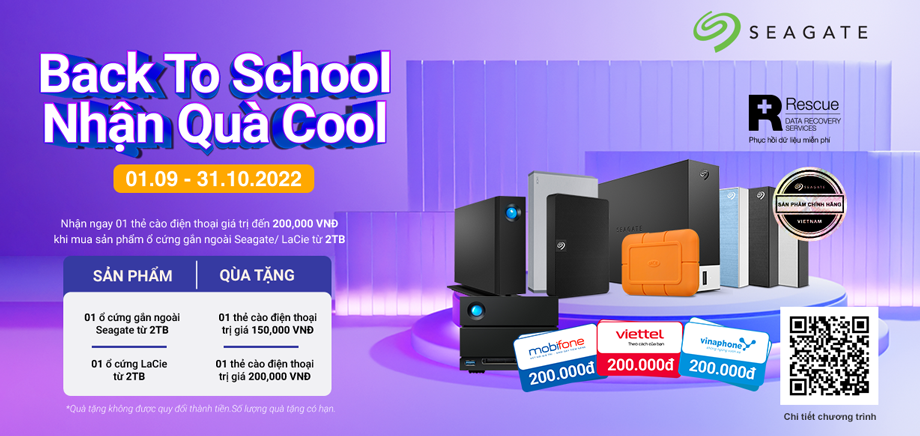 SEAGATE
Back To School
Nhận Quà Cool
01.09 - 31.10.2022
Rescue
DATA RECOVERY
SERVICES
Phục hồi dữ liệu miễn phí
Nhận ngay 01 thẻ cào điện thoại giá trị đến 200,000 VNĐ
khi mua sản phẩm ổ cứng gắn ngoài Seagate/ LaCie từ 2TB
SẢN PHẨM
QÙA TẶNG
01 ổ cứng gắn ngoài
Seagate từ 2TB
01 thẻ cào điện thoại
trị giá 150,000 VNĐ
01 ổ cứng LaCie
từ 2TB
01 thẻ cào điện thoại
trị giá 200,000 VNĐ
*Quà tặng không được quy đổi thành tiền.Số lượng quà tặng có hạn.
SEAGATE
SEAGATE
SẢN PHẨM CHÍNH HÃNG
VIETNAM
mobifone
200.000đ
viettel
Theo cách của bạn
200.000đ
vinaphone
200.000đ
Chi tiết chương trình